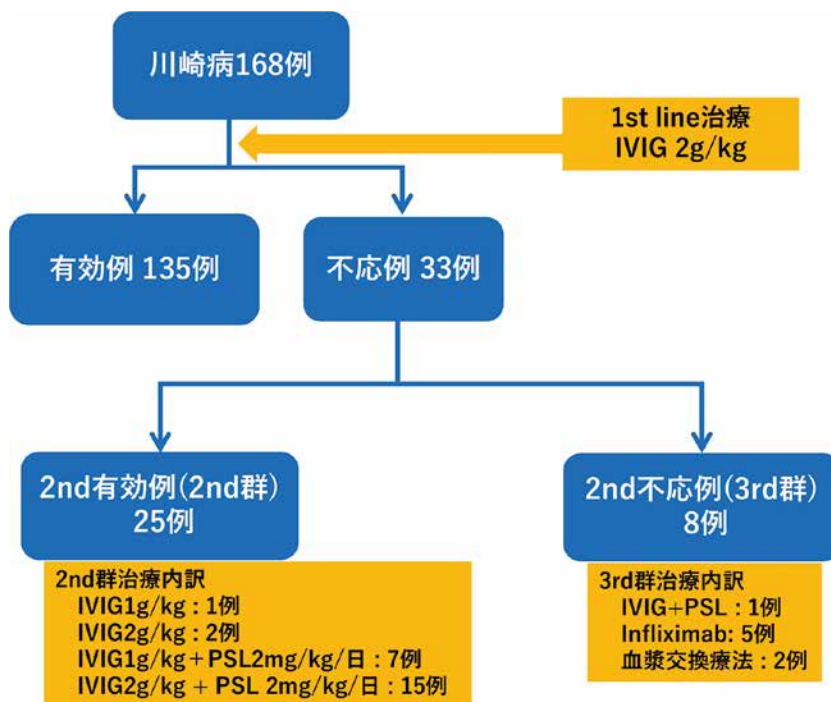 川崎病168例
1st line治療
IVIG 2g/kg
有効例 135例
不応例 33例
2nd有効例(2nd群)
25例
2nd不応例(3rd群)
8例
2nd群治療内訳
IVIG1g/kg : 1例
IVIG2g/kg : 2例
IVIG1g/kg+PSL2mg/kg/日 : 7例
IVIG2g/kg + PSL 2mg/kg/日 : 15例
3rd群治療内訳
IVIG+PSL : 1例
Infliximab: 5例
血漿交換療法 : 2例